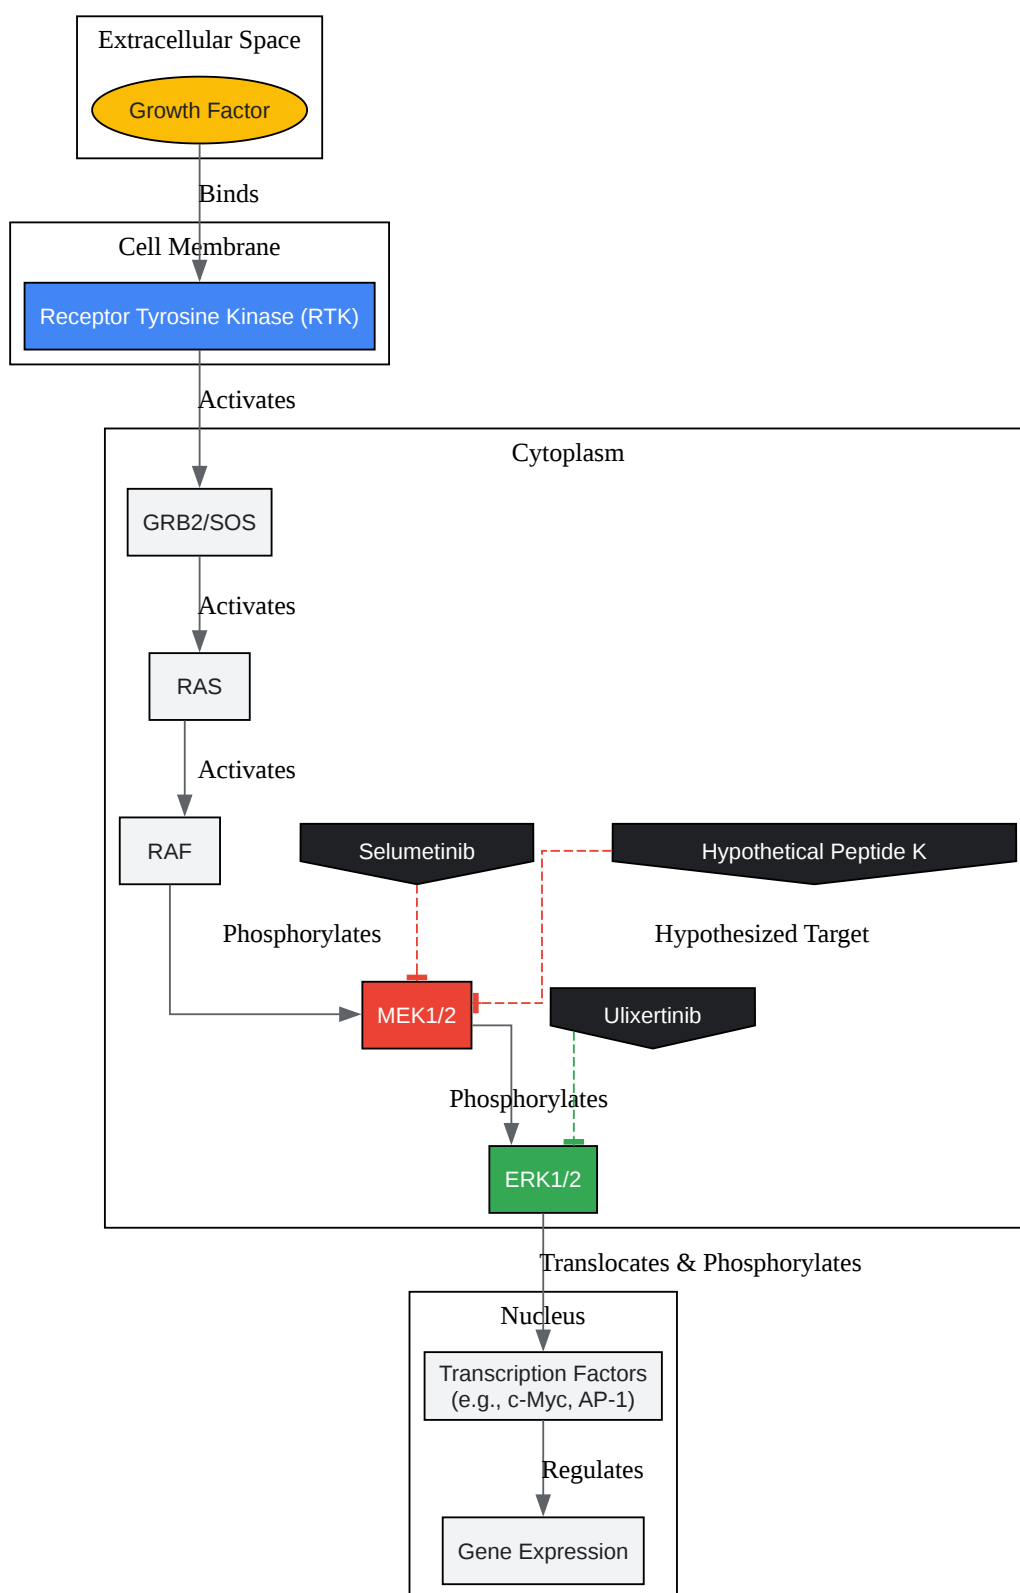 Extracellular Space
Growth Factor
Binds
Cell Membrane
Receptor Tyrosine Kinase (RTK)
Activates
Cytoplasm
GRB2/SOS
Activates
RAS
Activates
RAF
Selumetinib
Hypothetical Peptide K
Phosphorylates
Hypothesized Target
MEK1/2
Ulixertinib
Phosphorylates
ERK1/2
Translocates & Phosphorylates
Nucleus
Transcription Factors
(e.g., c-Myc, AP-1)
Regulates
Gene Expression